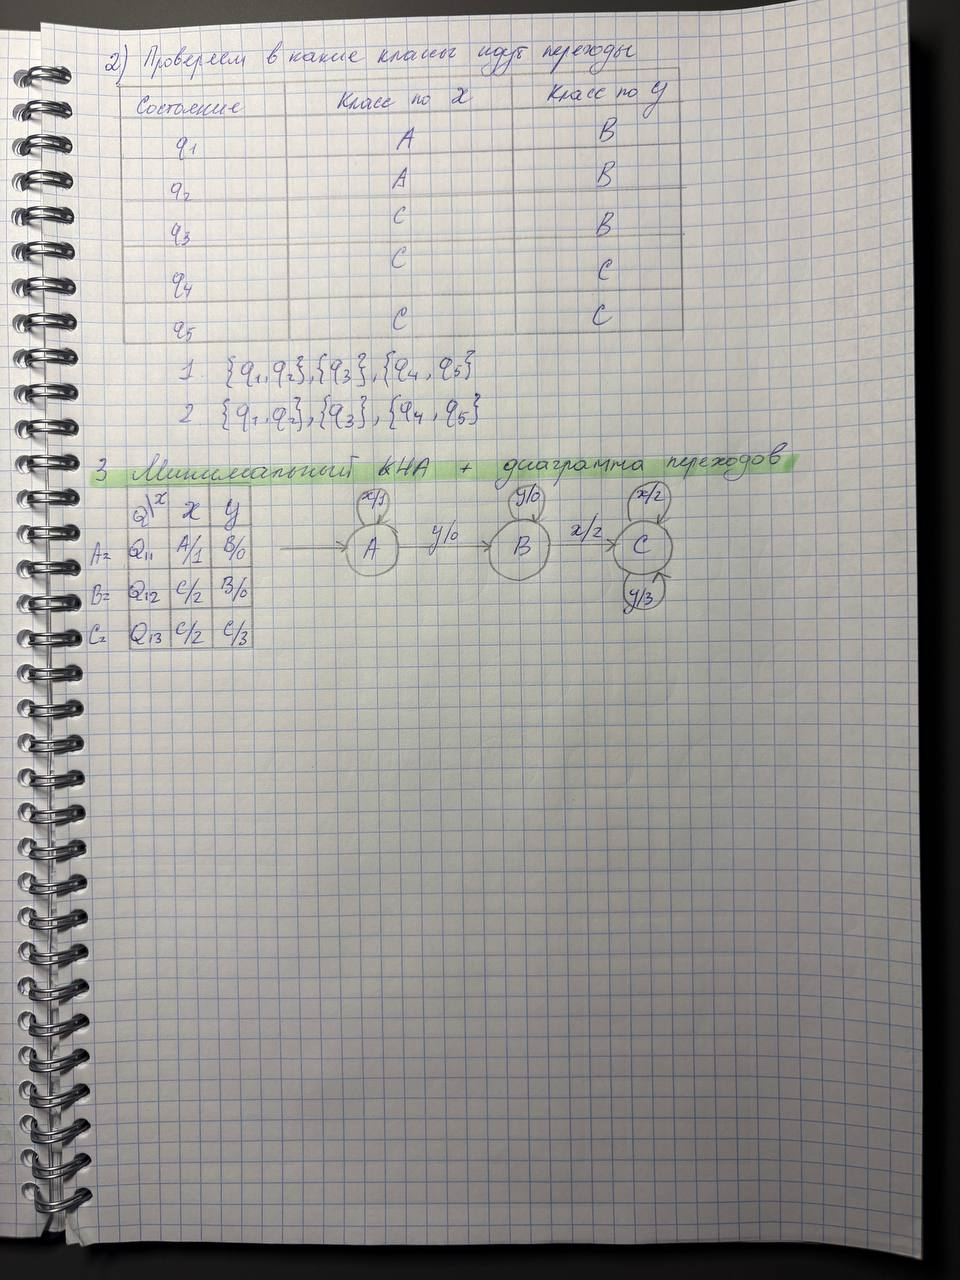 2) Проверяем в какие классы идут переходы
Состояние Класс по X Класс по Y
q1 A B
q2 A B
q3 C B
q4 C C
q5 C C
1. {q1, q2}, {q3}, {q4, q5}
2 {q1, q2}, {q3}, {q4, q5}
3 Минимальный КЧА + диаграмма переходов
Q\x x y
A= Q11 A/1 B/0
B= Q12 C/2 B/0
C= Q13 C/2 C/3
x/1 y/0 x/2
A y/0 B x/2 C
y/3